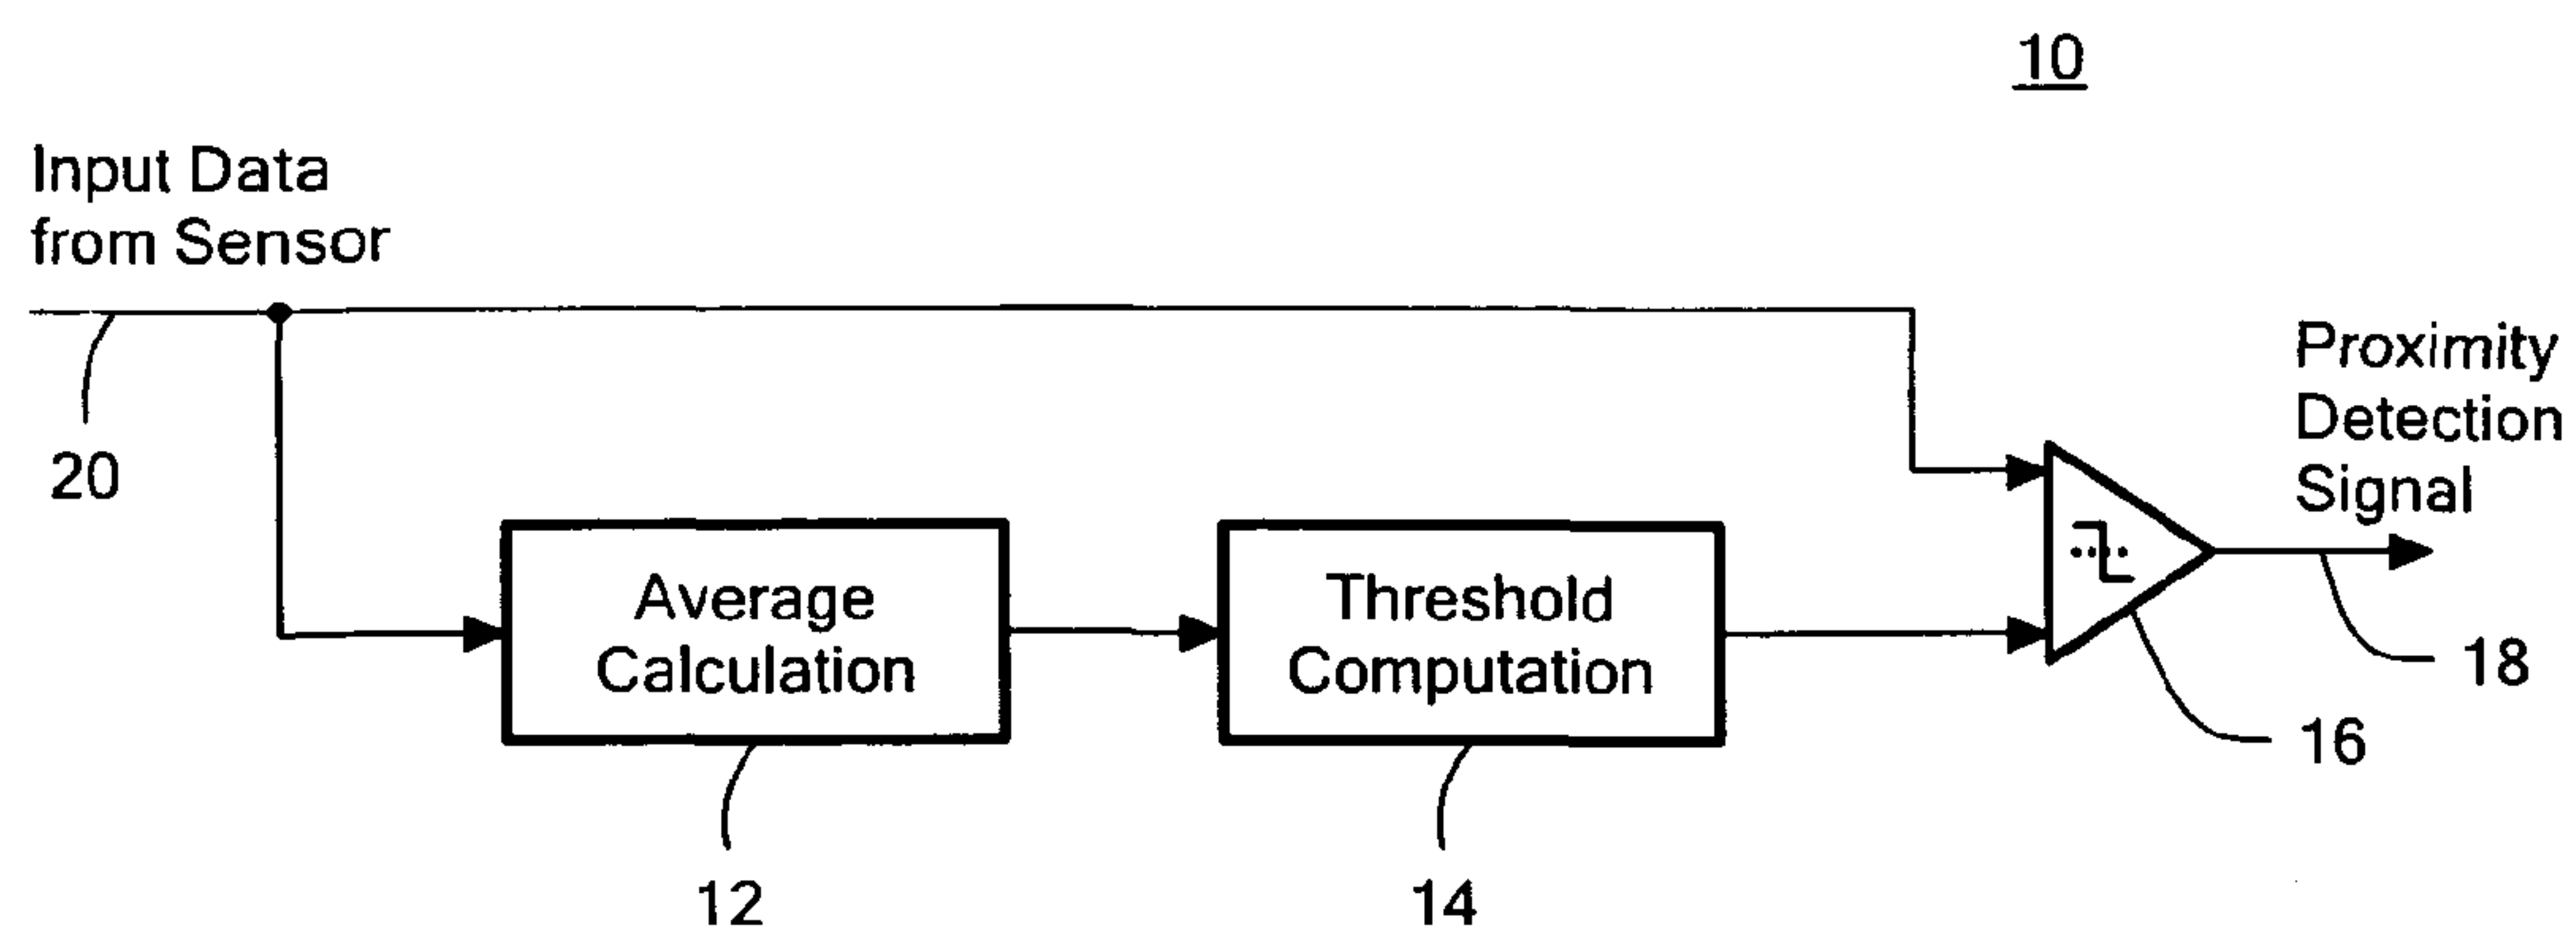 10
Input Data
from Sensor
20
Average
Calculation
12
Threshold
Computation
14
Proximity
Detection
Signal
18
16